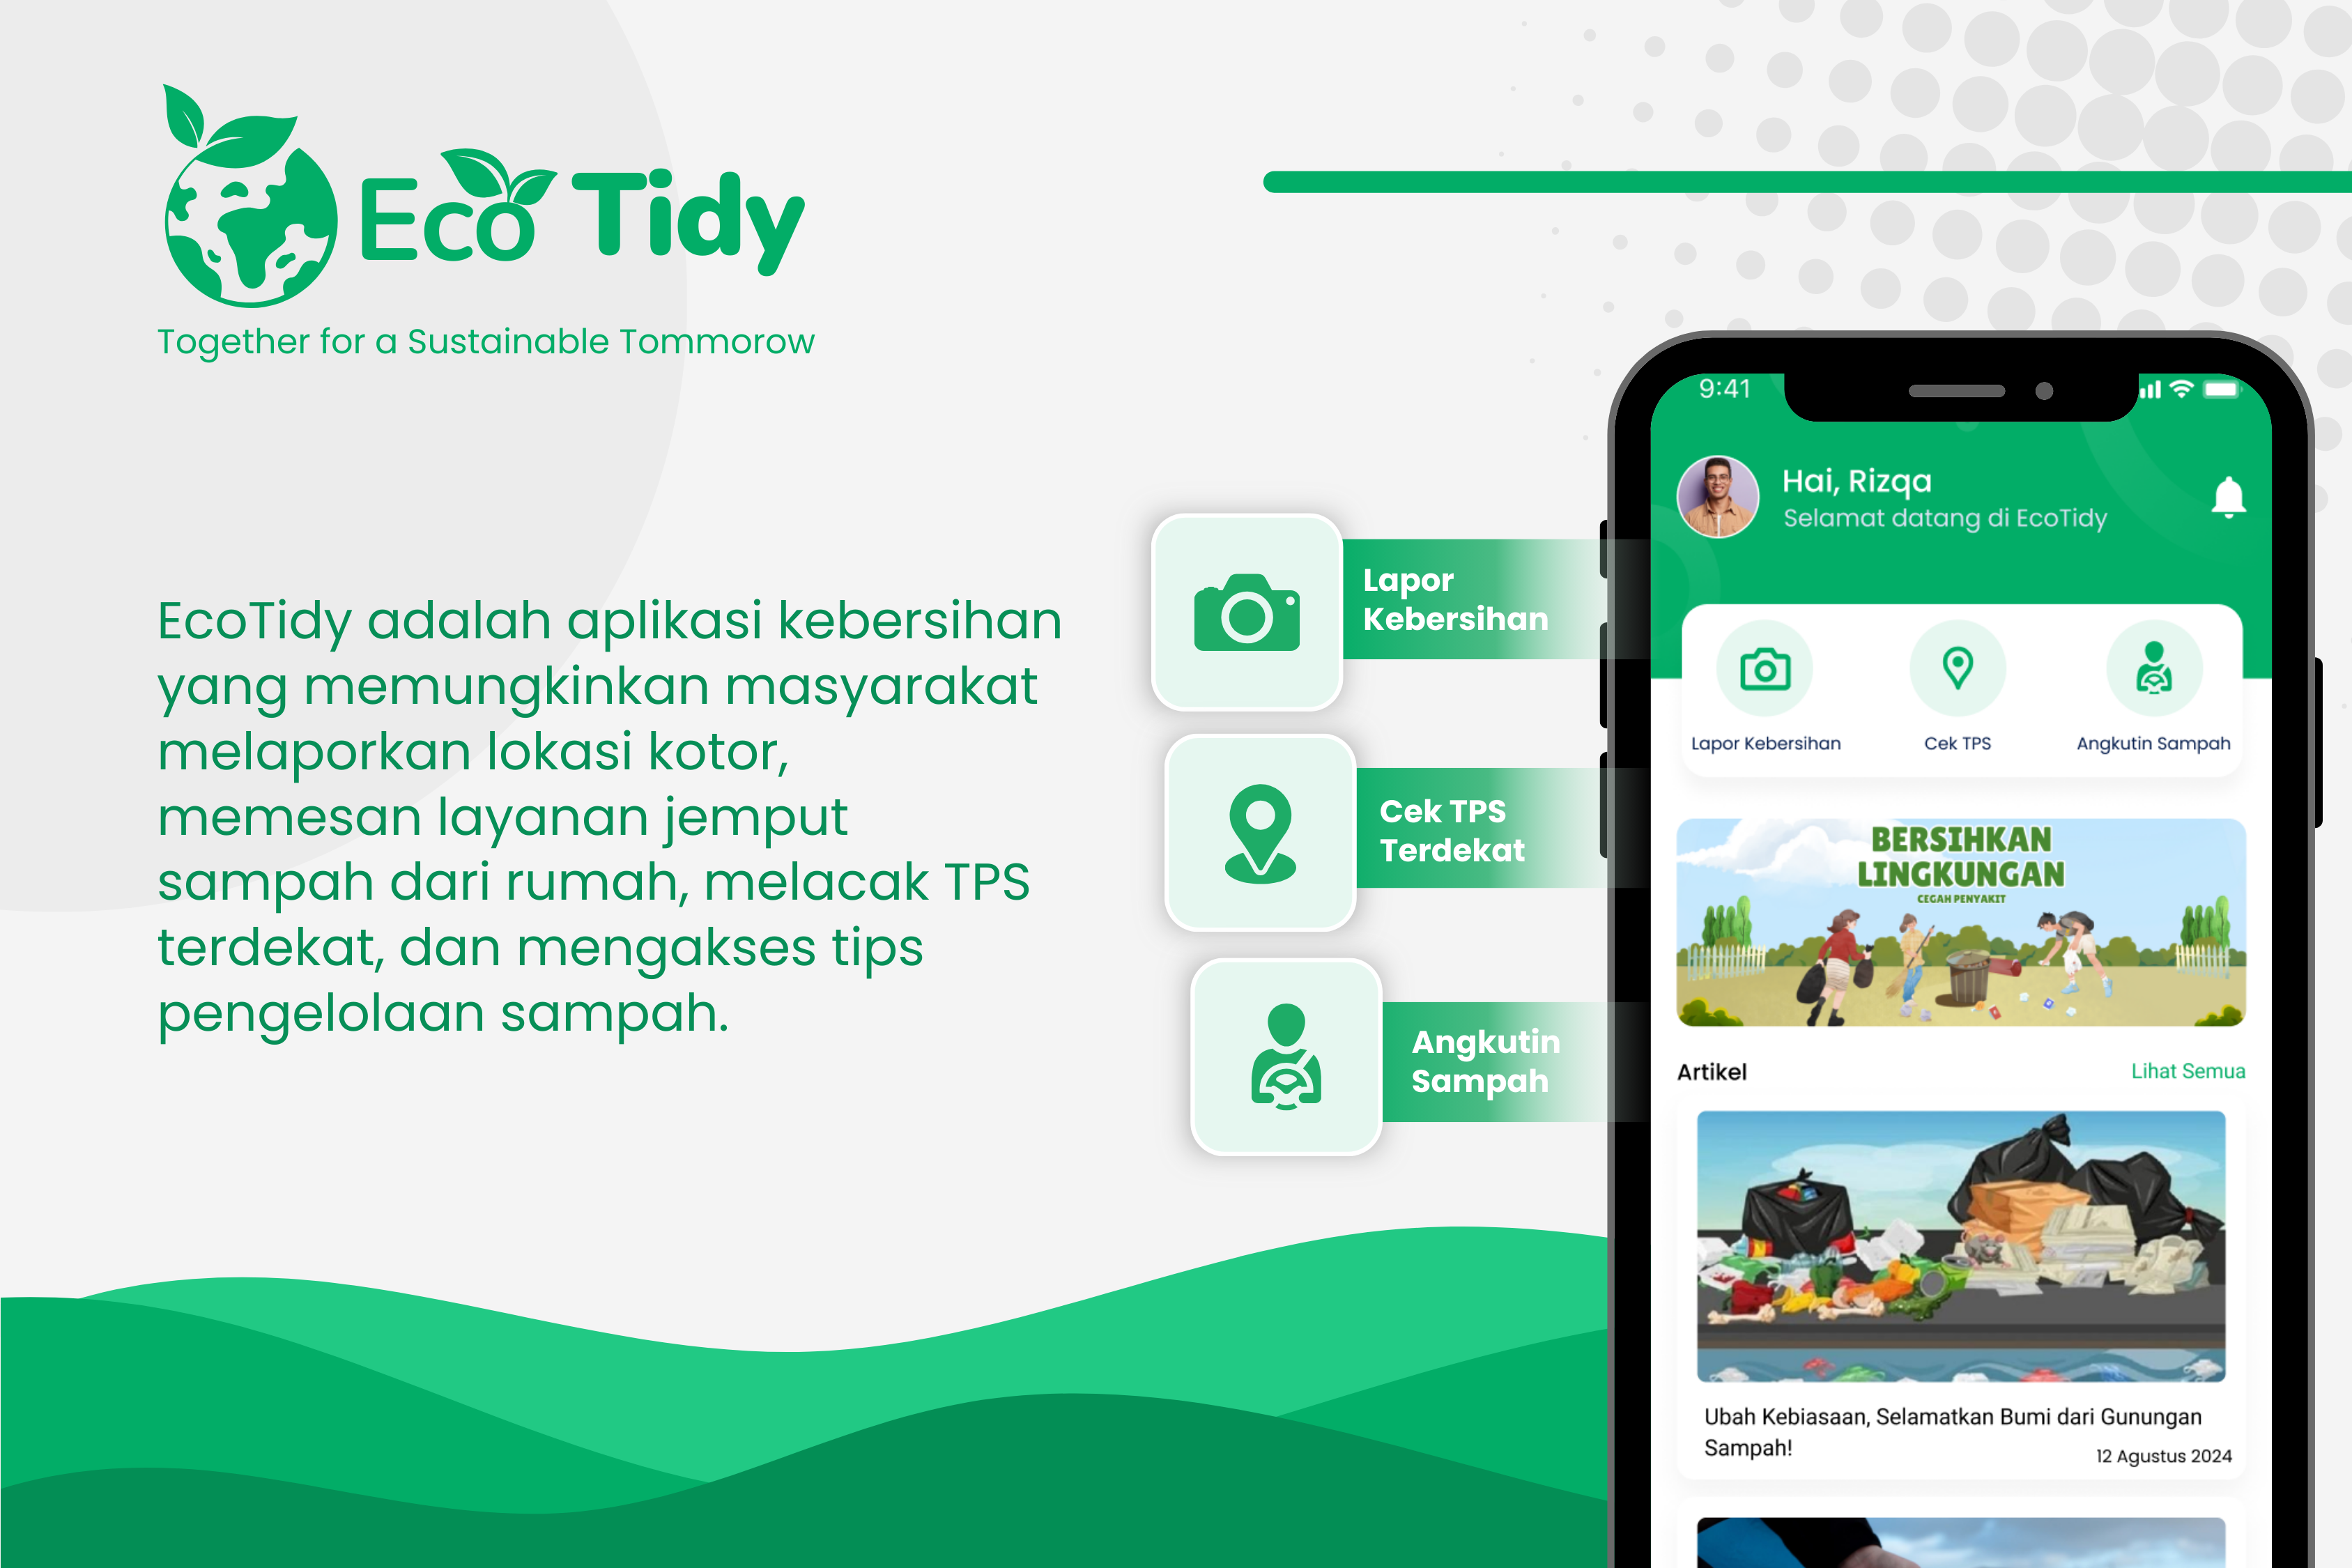 Eco Tidy
Together for a Sustainable Tommorow
EcoTidy adalah aplikasi kebersihan
yang memungkinkan masyarakat
melaporkan lokasi kotor,
memesan layanan jemput
sampah dari rumah, melacak TPS
terdekat, dan mengakses tips
pengelolaan sampah.
Lapor
Kebersihan
Cek TPS
Terdekat
Angkutin
Sampah
9:41
Hai, Rizqa
Selamat datang di EcoTidy
Lapor Kebersihan
Cek TPS
Angkutin Sampah
BERSIHKAN
LINGKUNGAN
CEGAH PENYAKIT
Artikel
Lihat Semua
Ubah Kebiasaan, Selamatkan Bumi dari Gunungan
Sampah!
12 Agustus 2024